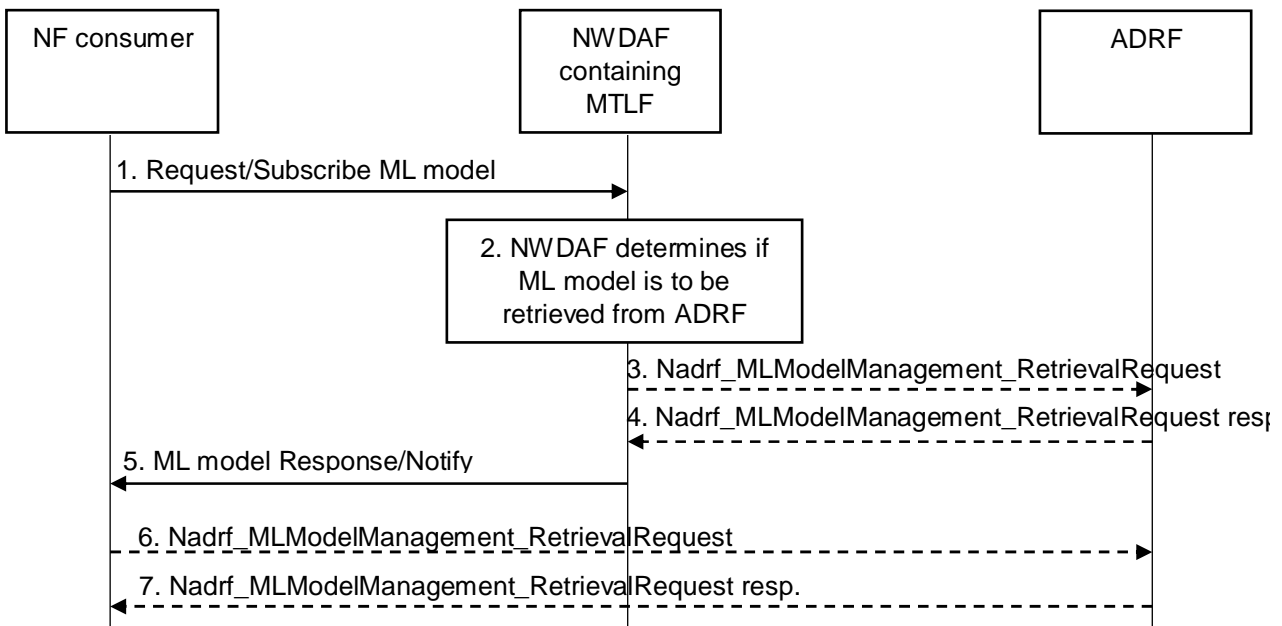 NF consumer
NWDAF
containing
MTLF
ADRF
1. Request/Subscribe ML model
2. NWDAF determines if
ML model is to be
retrieved from ADRF
3. Nadrf_MLModelManagement_RetrievalRequest
4. Nadrf_MLModelManagement_RetrievalRequest resp
5. ML model Response/Notify
6. Nadrf_MLModelManagement_RetrievalRequest
7. Nadrf_MLModelManagement_RetrievalRequest resp.